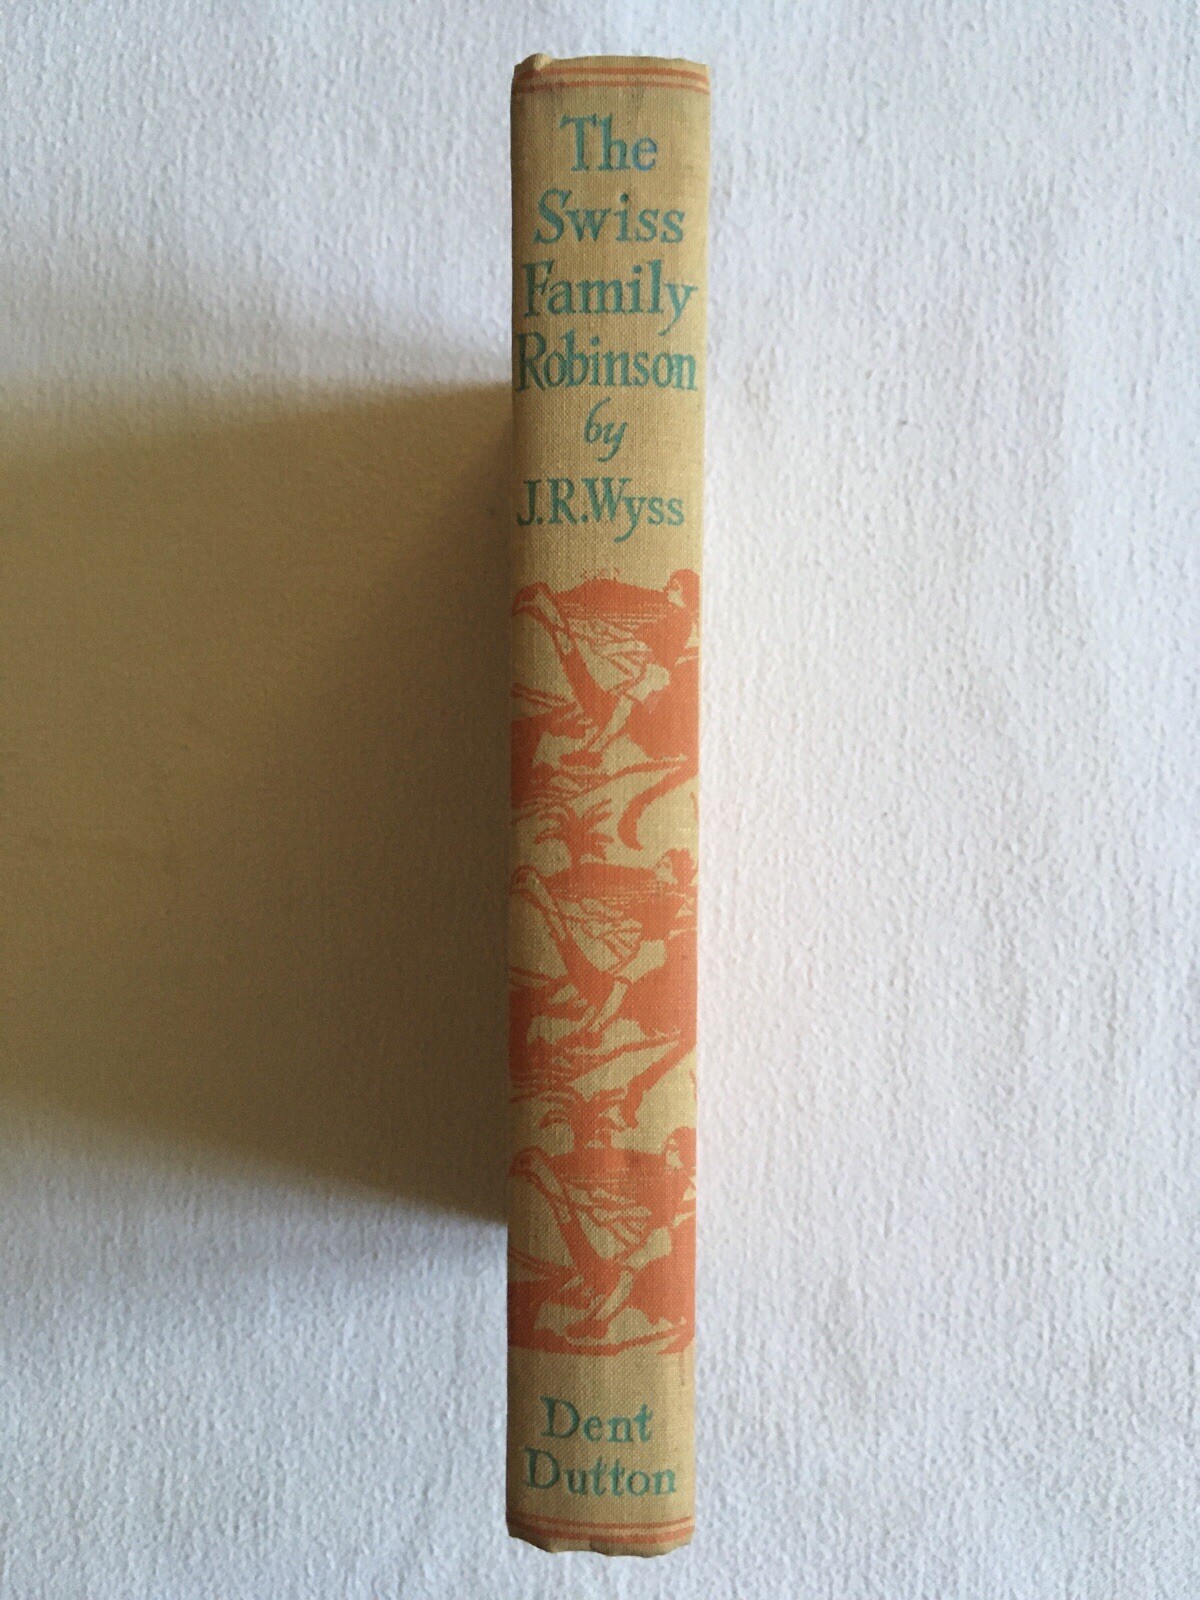 The
Swiss
Family
Robinson
by
J.R.Wyss
Dent
Dutton